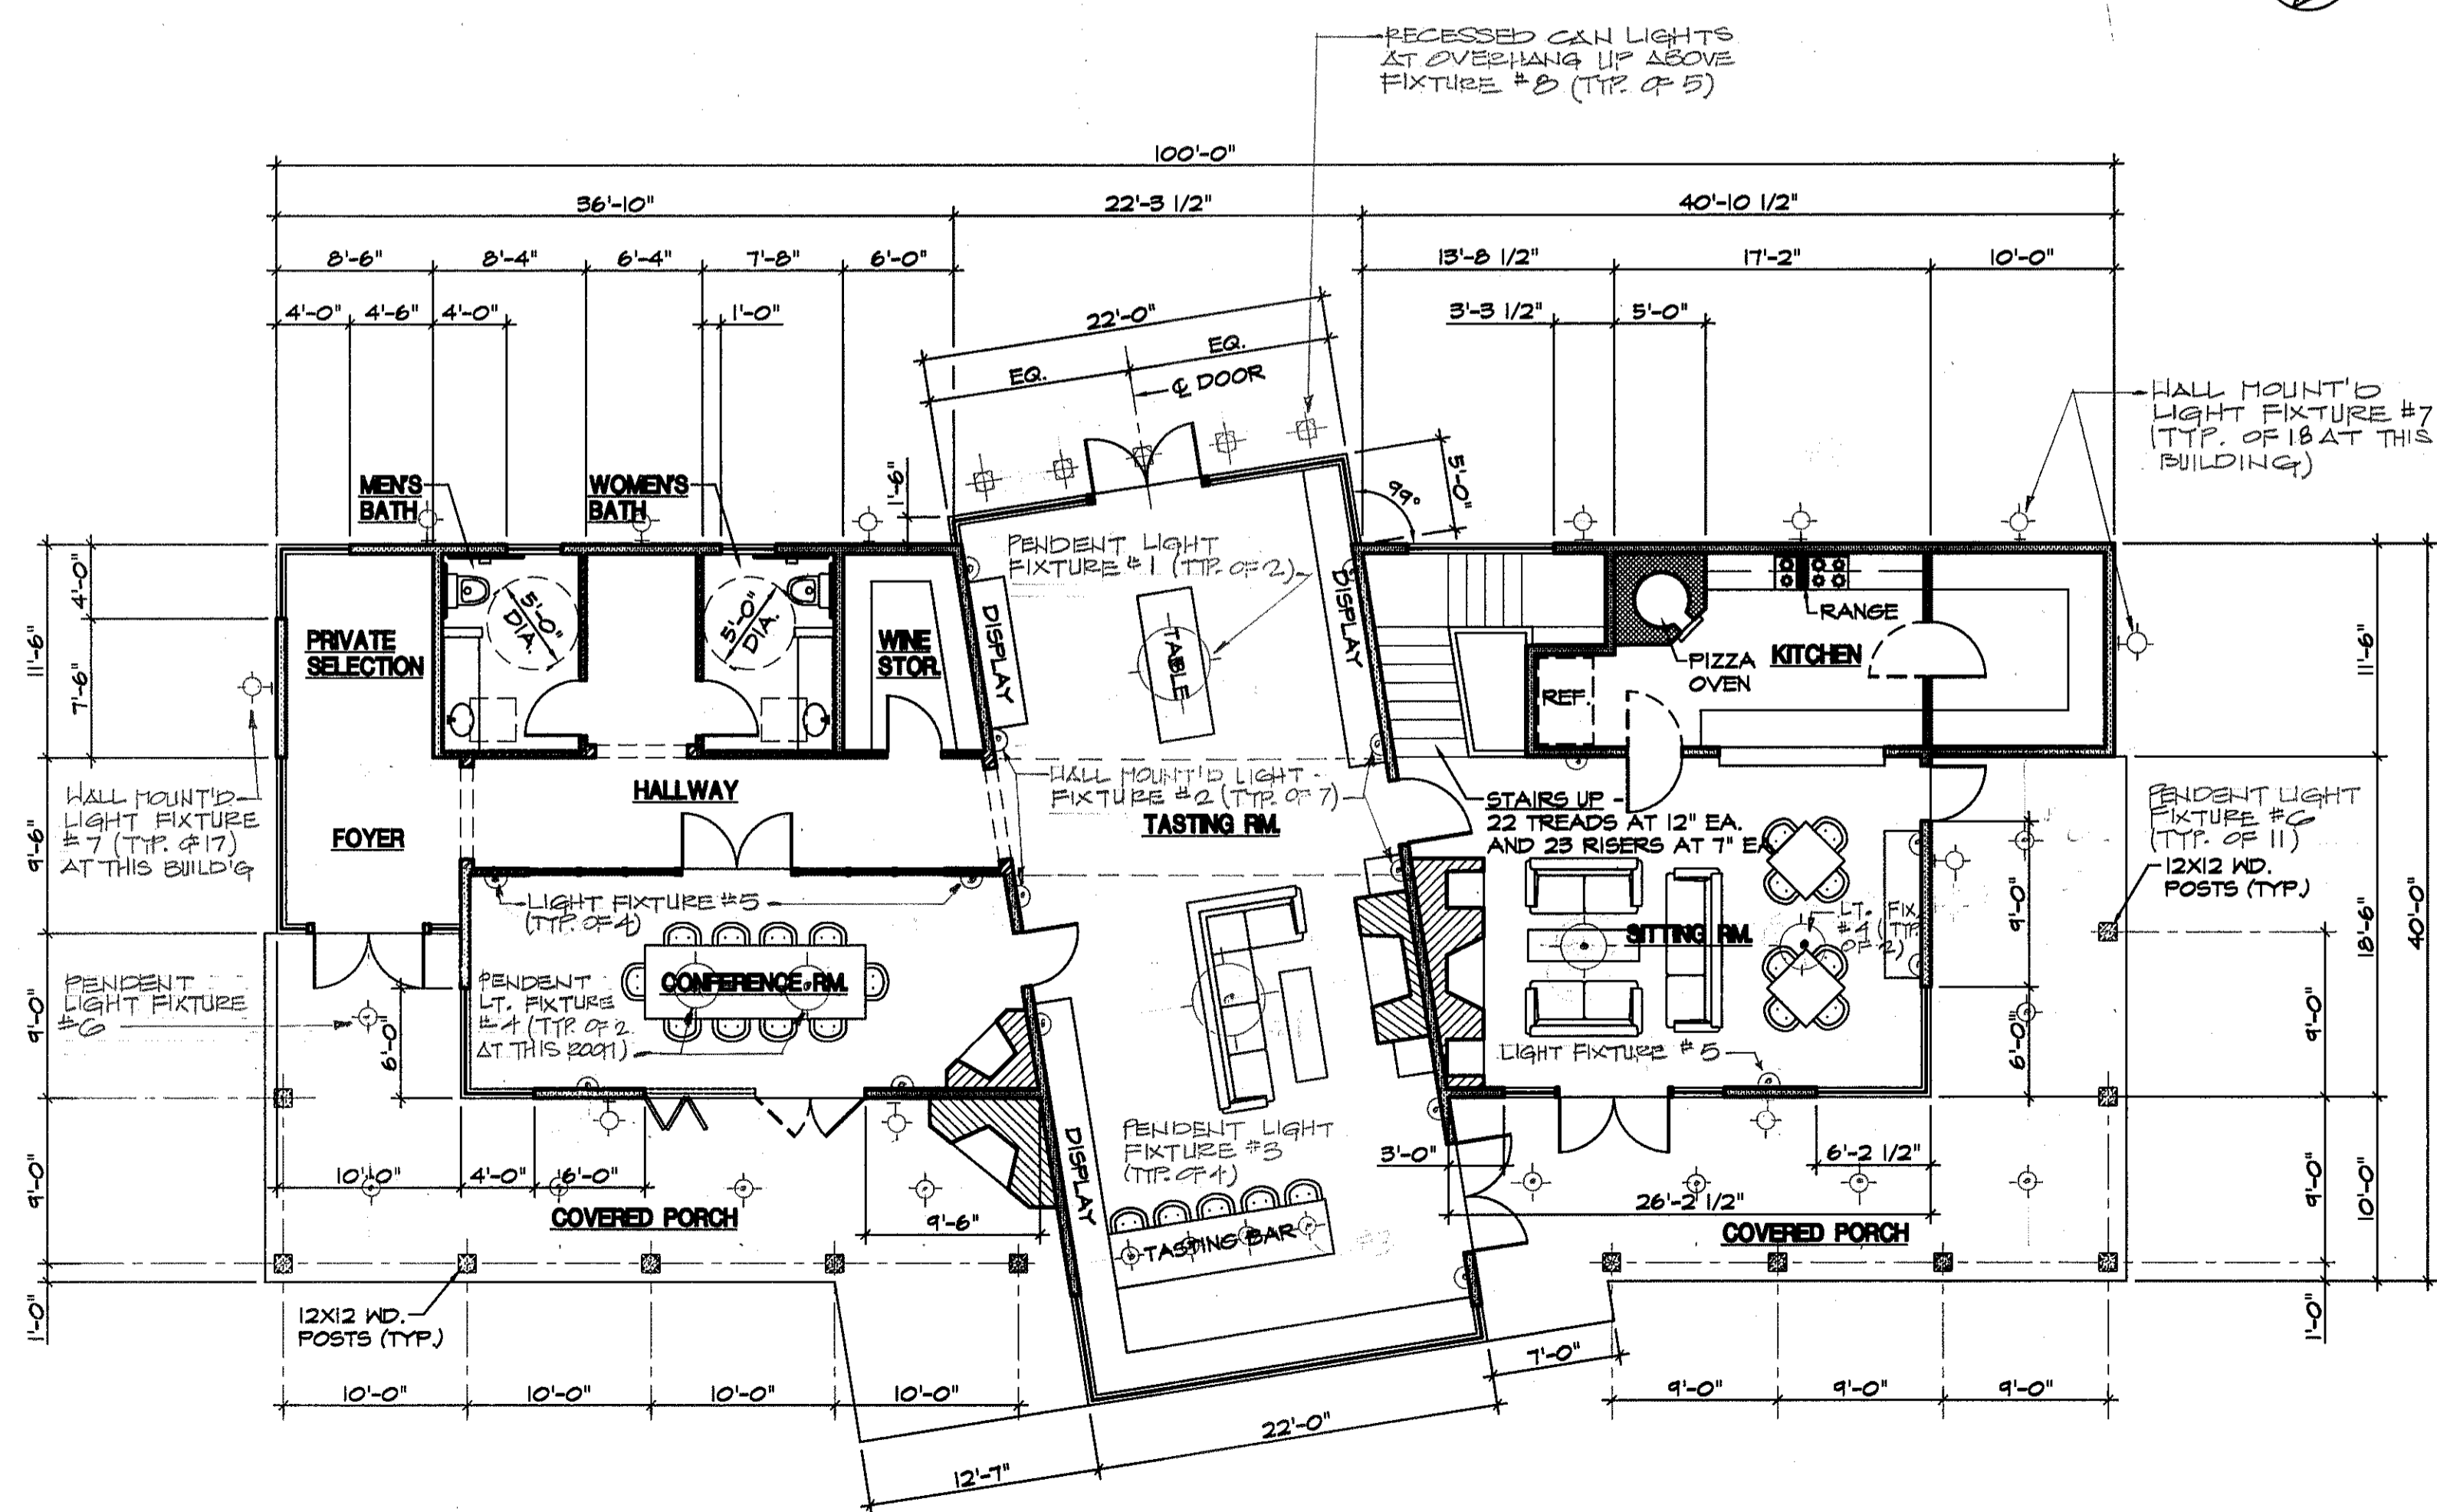 RECESSED CAN LIGHTS
AT OVERHANG UP ABOVE
FIXTURE #8 (TYP. OF 5)
100'-0"
36'-10"
22'-3 1/2"
40'-10 1/2"
8'-6"
8'-4"
6'-4"
7'-8"
6'-0"
13'-8 1/2"
17'-2"
10'-0"
4'-0"
4'-6"
4'-0"
1'-0"
22'-0"
3'-3 1/2"
5'-0"
EQ.
EQ.
℄ DOOR
WALL MOUNT'D
LIGHT FIXTURE #7
(TYP. OF 18 AT THIS
BUILDING)
MEN'S
BATH
WOMEN'S
BATH
1'-6"
99°
5'-0"
PENDENT LIGHT
FIXTURE #1 (TYP. OF 2)
4'-0"
11'-6"
7'-6"
PRIVATE
SELECTION
5'-0"
DIA.
5'-0"
DIA.
WINE
STOR.
DISPLAY
TABLE
DISPLAY
RANGE
PIZZA
OVEN
KITCHEN
REF.
11'-6"
WALL MOUNT'D
LIGHT FIXTURE
#7 (TYP. OF 17)
AT THIS BUILD'G
FOYER
HALLWAY
WALL MOUNT'D LIGHT
FIXTURE #2 (TYP. OF 7)
TASTING RM.
STAIRS UP -
22 TREADS AT 12" EA.
AND 23 RISERS AT 7" EA
PENDENT LIGHT
FIXTURE #6
(TYP. OF 11)
12X12 WD.
POSTS (TYP.)
9'-6"
LIGHT FIXTURE #5
(TYP. OF 4)
LT. FIX.
#4 (TYP.
OF 2)
SITTING RM.
9'-0"
18'-6"
40'-0"
PENDENT
LIGHT FIXTURE
#6
PENDENT
LT. FIXTURE
#4 (TYP. OF 2
AT THIS ROOM)
CONFERENCE RM.
9'-0"
6'-0"
LIGHT FIXTURE #5
6'-0"
9'-0"
PENDENT LIGHT
FIXTURE #3
(TYP. OF 4)
DISPLAY
9'-0"
10'-0"
4'-0"
6'-0"
3'-0"
6'-2 1/2"
26'-2 1/2"
9'-0"
10'-0"
COVERED PORCH
9'-6"
TASTING BAR
#3
COVERED PORCH
1'-0"
12X12 WD.
POSTS (TYP.)
1'-0"
7'-0"
10'-0"
10'-0"
10'-0"
10'-0"
9'-0"
9'-0"
9'-0"
22'-0"
12'-7"